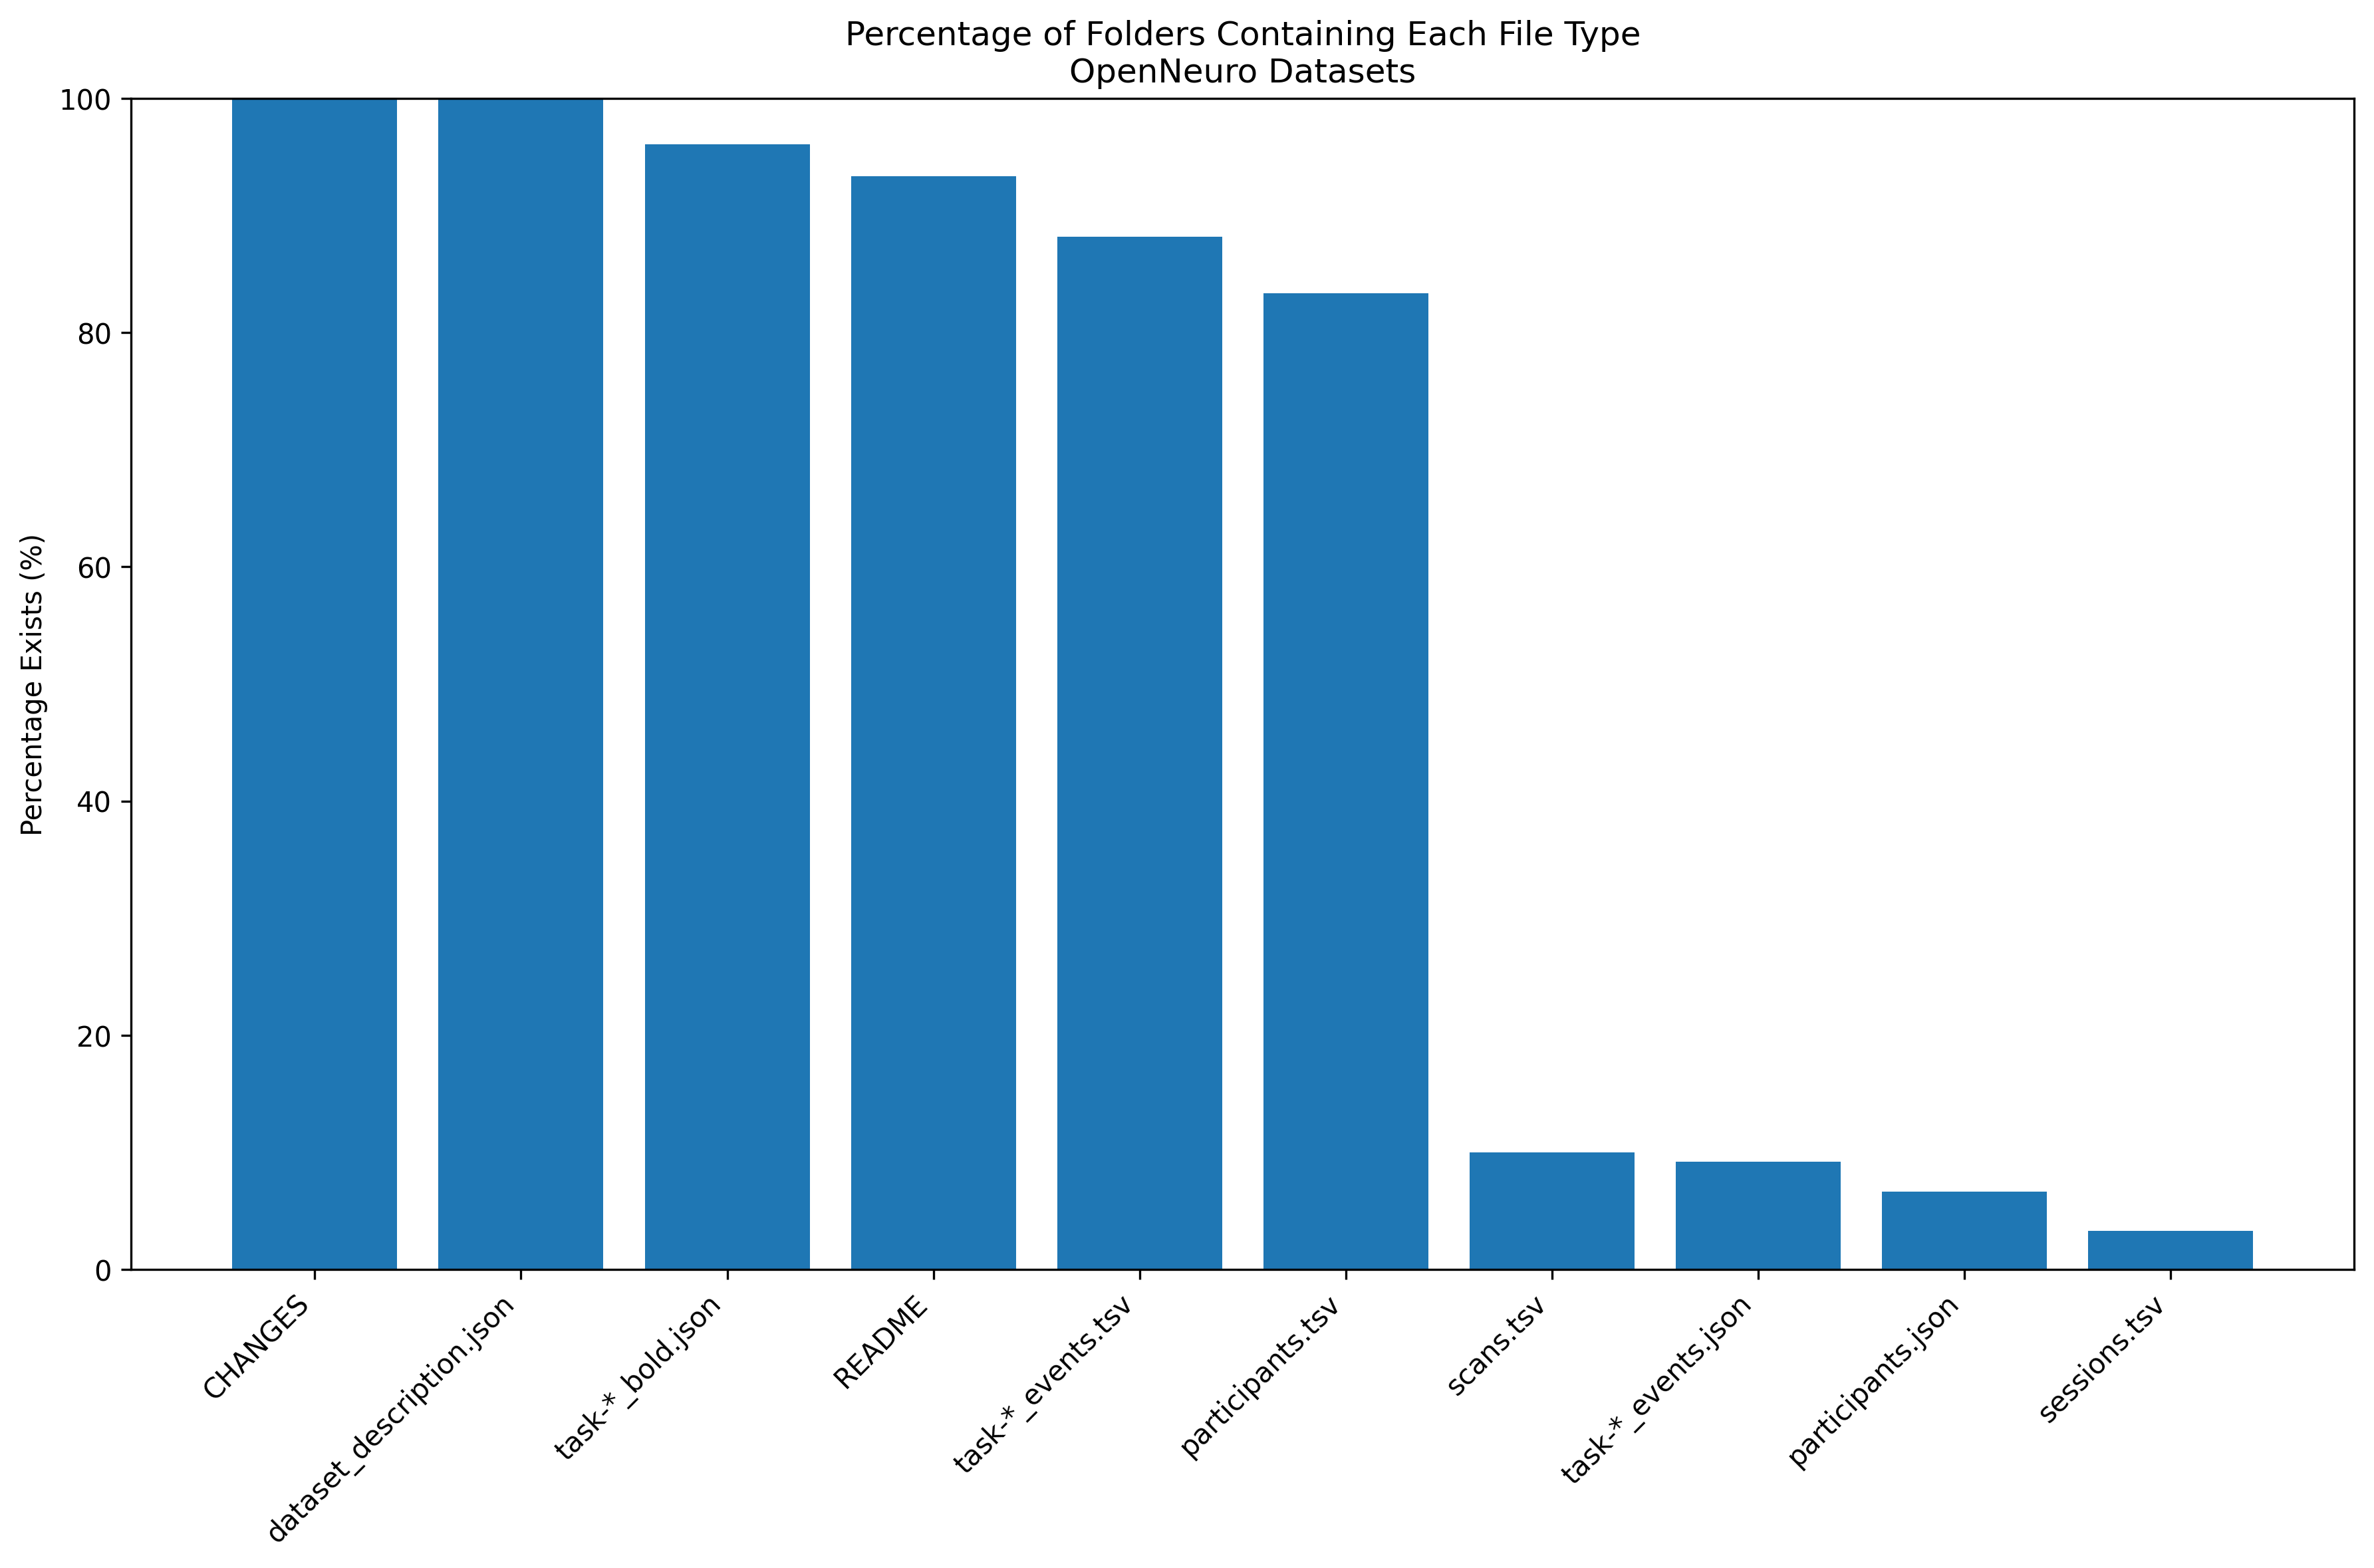 Percentage of Folders Containing Each File Type
OpenNeuro Datasets
Percentage Exists (%)
100
80
60
40
20
0
CHANGES
dataset_description.json
task-*_bold.json
README
task-*_events.tsv
participants.tsv
scans.tsv
task-*_events.json
participants.json
sessions.tsv